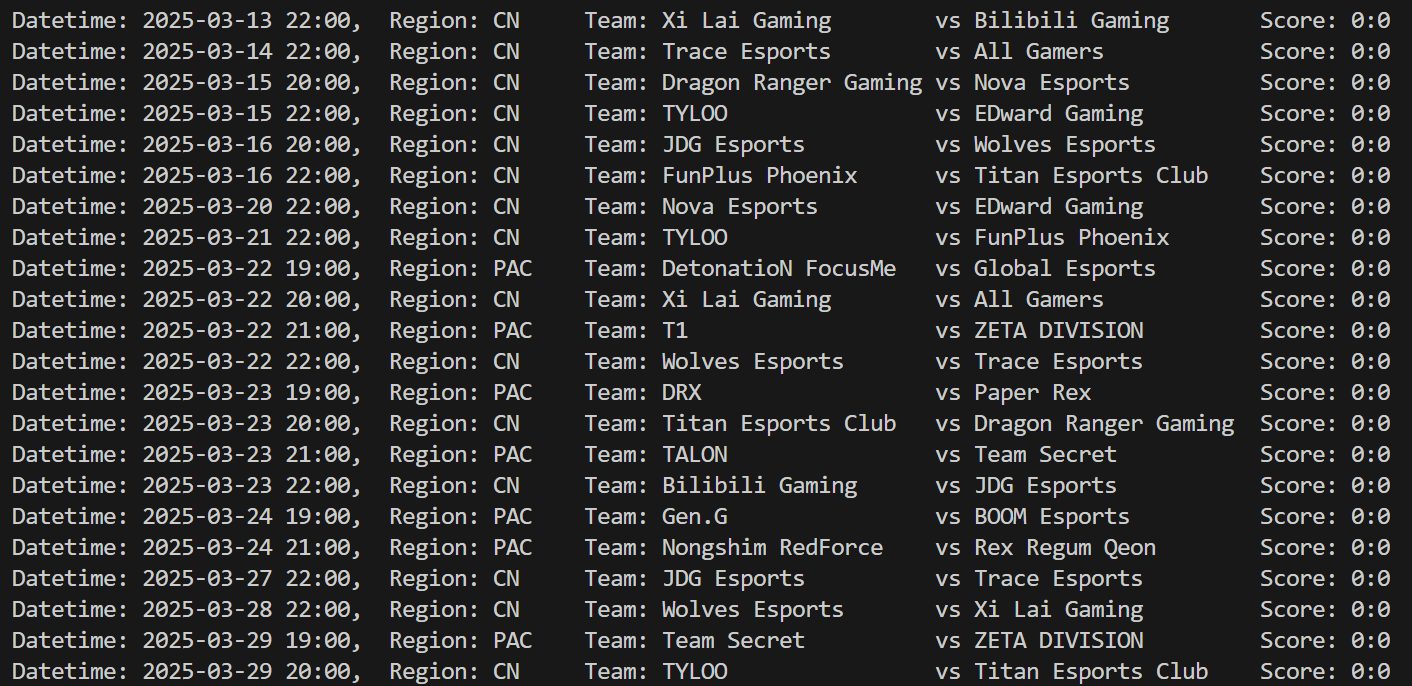 Datetime: 2025-03-13 22:00,  Region: CN     Team: Xi Lai Gaming        vs Bilibili Gaming       Score: 0:0
Datetime: 2025-03-14 22:00,  Region: CN     Team: Trace Esports        vs All Gamers            Score: 0:0
Datetime: 2025-03-15 20:00,  Region: CN     Team: Dragon Ranger Gaming vs Nova Esports          Score: 0:0
Datetime: 2025-03-15 22:00,  Region: CN     Team: TYLOO                vs EDward Gaming         Score: 0:0
Datetime: 2025-03-16 20:00,  Region: CN     Team: JDG Esports          vs Wolves Esports        Score: 0:0
Datetime: 2025-03-16 22:00,  Region: CN     Team: FunPlus Phoenix      vs Titan Esports Club    Score: 0:0
Datetime: 2025-03-20 22:00,  Region: CN     Team: Nova Esports         vs EDward Gaming         Score: 0:0
Datetime: 2025-03-21 22:00,  Region: CN     Team: TYLOO                vs FunPlus Phoenix       Score: 0:0
Datetime: 2025-03-22 19:00,  Region: PAC    Team: DetonatioN FocusMe   vs Global Esports        Score: 0:0
Datetime: 2025-03-22 20:00,  Region: CN     Team: Xi Lai Gaming        vs All Gamers            Score: 0:0
Datetime: 2025-03-22 21:00,  Region: PAC    Team: T1                   vs ZETA DIVISION         Score: 0:0
Datetime: 2025-03-22 22:00,  Region: CN     Team: Wolves Esports       vs Trace Esports         Score: 0:0
Datetime: 2025-03-23 19:00,  Region: PAC    Team: DRX                  vs Paper Rex             Score: 0:0
Datetime: 2025-03-23 20:00,  Region: CN     Team: Titan Esports Club   vs Dragon Ranger Gaming  Score: 0:0
Datetime: 2025-03-23 21:00,  Region: PAC    Team: TALON                vs Team Secret           Score: 0:0
Datetime: 2025-03-23 22:00,  Region: CN     Team: Bilibili Gaming      vs JDG Esports           Score: 0:0
Datetime: 2025-03-24 19:00,  Region: PAC    Team: Gen.G                vs BOOM Esports          Score: 0:0
Datetime: 2025-03-24 21:00,  Region: PAC    Team: Nongshim RedForce    vs Rex Regum Qeon        Score: 0:0
Datetime: 2025-03-27 22:00,  Region: CN     Team: JDG Esports          vs Trace Esports         Score: 0:0
Datetime: 2025-03-28 22:00,  Region: CN     Team: Wolves Esports       vs Xi Lai Gaming         Score: 0:0
Datetime: 2025-03-29 19:00,  Region: PAC    Team: Team Secret          vs ZETA DIVISION         Score: 0:0
Datetime: 2025-03-29 20:00,  Region: CN     Team: TYLOO                vs Titan Esports Club    Score: 0:0